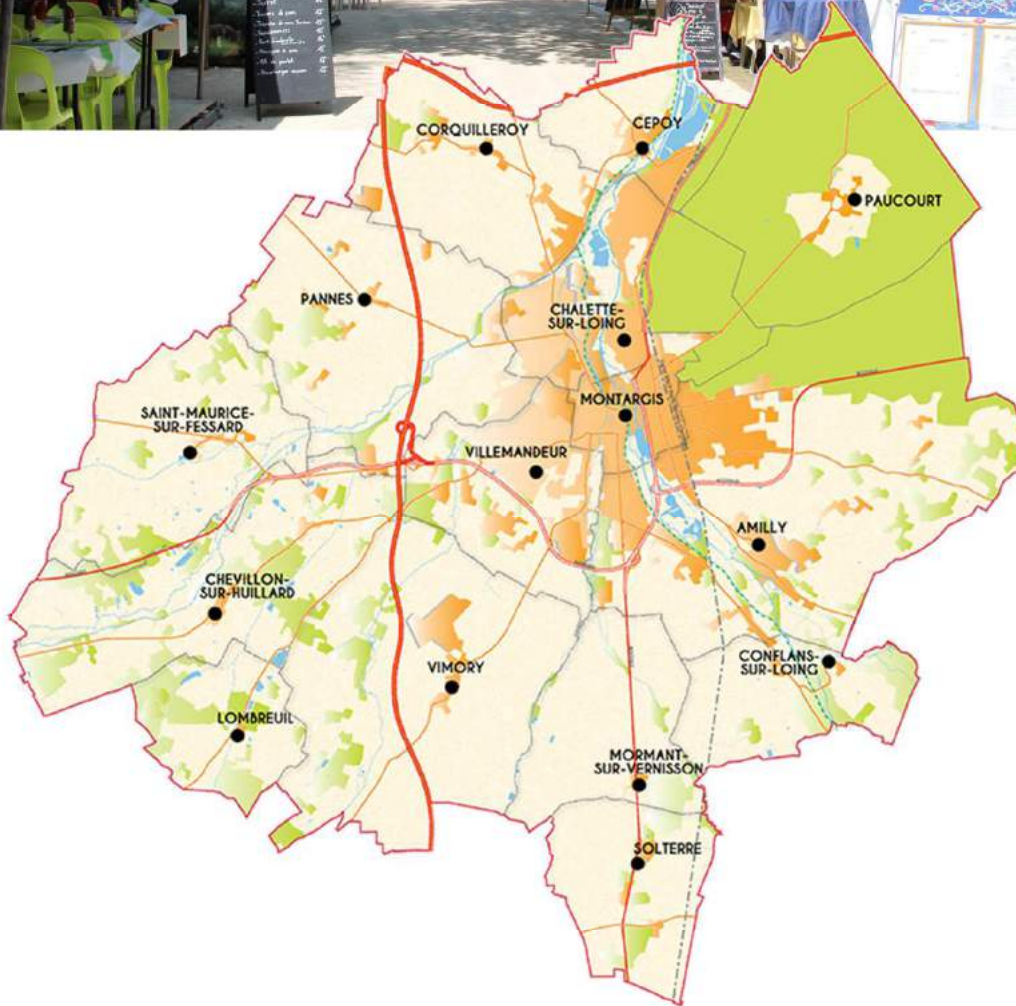 CORQUILLEROY
CEPOY
PAUCOURT
PANNES
CHALETTE-
SUR-LOING
MONTARGIS
SAINT-MAURICE-
SUR-FESSARD
VILLEMANDEUR
AMILLY
CHEVILLON-
SUR-HUILLARD
VIMORY
CONFLANS-
SUR-LOING
LOMBREUIL
MORMANT-
SUR-VERNISSON
SOLTERRE